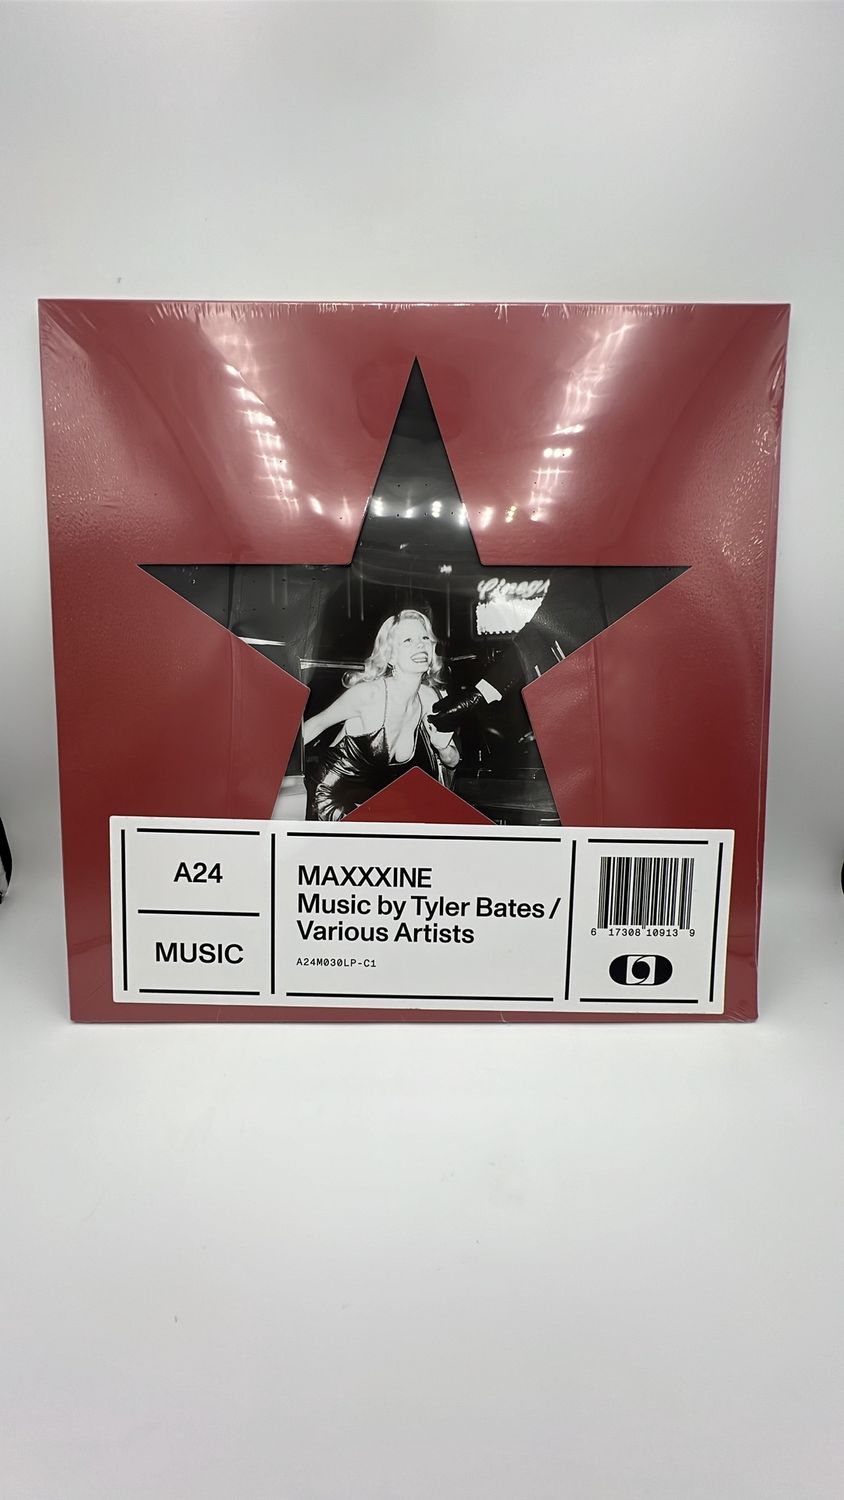 A24
MUSIC
MAXXXINE
Music by Tyler Bates /
Various Artists
A24M030LP-C1
6 17308 10913 9